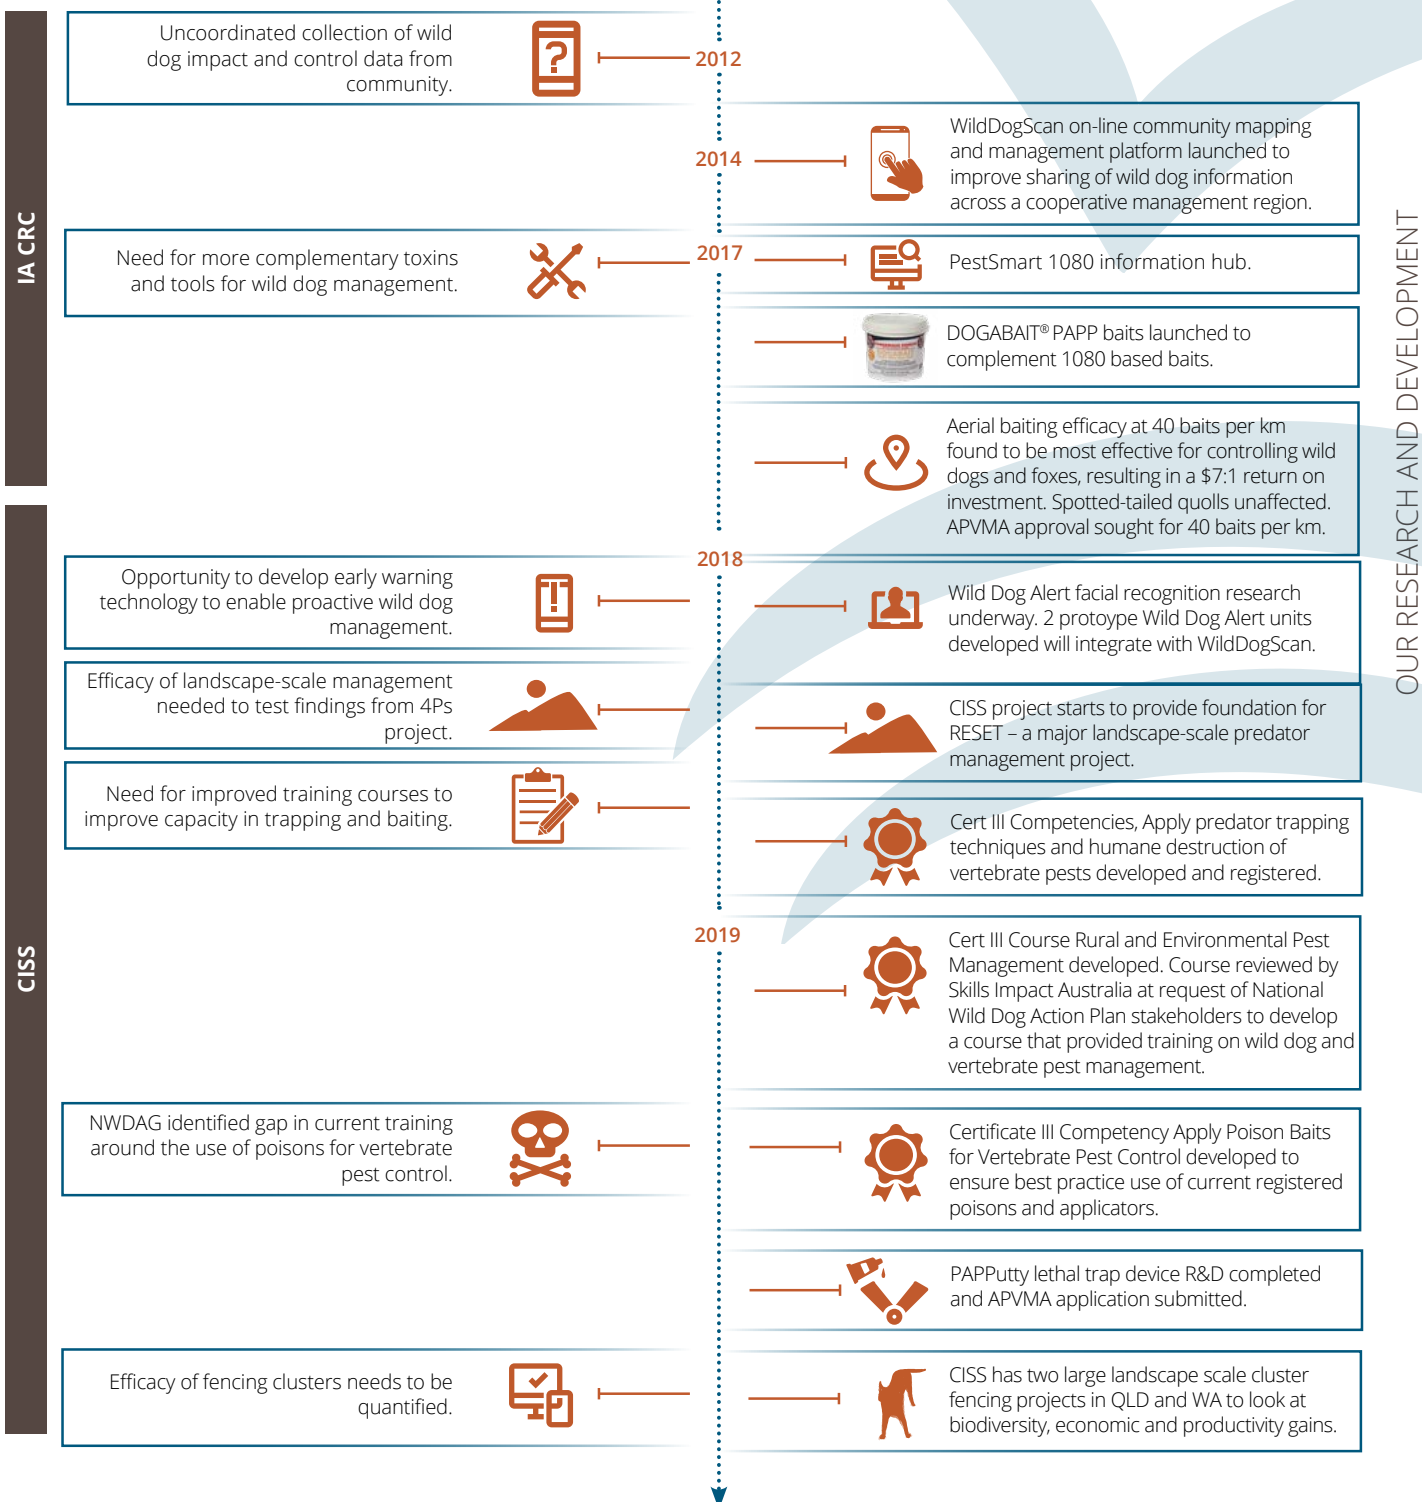 IA CRC
CISS
OUR RESEARCH AND DEVELOPMENT
Uncoordinated collection of wild
dog impact and control data from
community.
2012
2014
WildDogScan on-line community mapping
and management platform launched to
improve sharing of wild dog information
across a cooperative management region.
Need for more complementary toxins
and tools for wild dog management.
2017
PestSmart 1080 information hub.
DOGABAIT® PAPP baits launched to
complement 1080 based baits.
Aerial baiting efficacy at 40 baits per km
found to be most effective for controlling wild
dogs and foxes, resulting in a $7:1 return on
investment. Spotted-tailed quolls unaffected.
APVMA approval sought for 40 baits per km.
2018
Opportunity to develop early warning
technology to enable proactive wild dog
management.
Wild Dog Alert facial recognition research
underway. 2 protoype Wild Dog Alert units
developed will integrate with WildDogScan.
Efficacy of landscape-scale management
needed to test findings from 4Ps
project.
CISS project starts to provide foundation for
RESET – a major landscape-scale predator
management project.
Need for improved training courses to
improve capacity in trapping and baiting.
Cert III Competencies, Apply predator trapping
techniques and humane destruction of
vertebrate pests developed and registered.
2019
Cert III Course Rural and Environmental Pest
Management developed. Course reviewed by
Skills Impact Australia at request of National
Wild Dog Action Plan stakeholders to develop
a course that provided training on wild dog and
vertebrate pest management.
NWDAG identified gap in current training
around the use of poisons for vertebrate
pest control.
Certificate III Competency Apply Poison Baits
for Vertebrate Pest Control developed to
ensure best practice use of current registered
poisons and applicators.
PAPPutty lethal trap device R&D completed
and APVMA application submitted.
Efficacy of fencing clusters needs to be
quantified.
CISS has two large landscape scale cluster
fencing projects in QLD and WA to look at
biodiversity, economic and productivity gains.